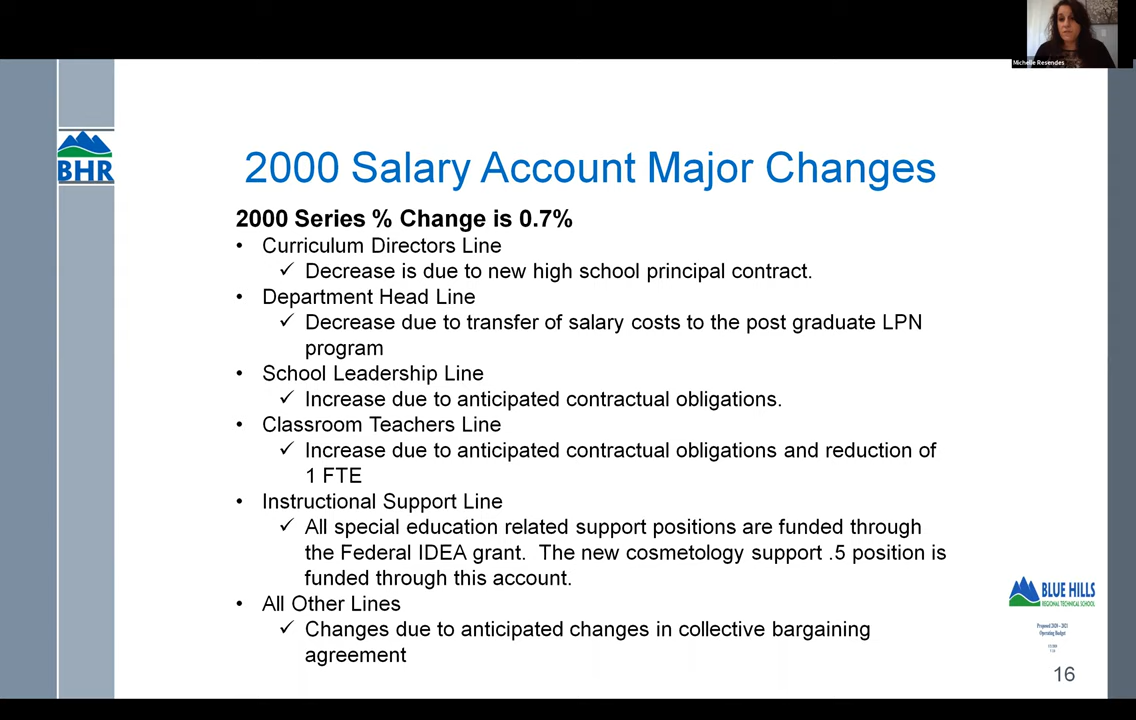 Michelle Resendes
BHR
2000 Salary Account Major Changes
2000 Series % Change is 0.7%
• Curriculum Directors Line
✓ Decrease is due to new high school principal contract.
• Department Head Line
✓ Decrease due to transfer of salary costs to the post graduate LPN
program
• School Leadership Line
✓ Increase due to anticipated contractual obligations.
• Classroom Teachers Line
✓ Increase due to anticipated contractual obligations and reduction of
1 FTE
• Instructional Support Line
✓ All special education related support positions are funded through
the Federal IDEA grant. The new cosmetology support .5 position is
funded through this account.
• All Other Lines
✓ Changes due to anticipated changes in collective bargaining
agreement
BLUE HILLS
REGIONAL TECHNICAL SCHOOL
Proposed 2020 - 2021
Operating Budget
16